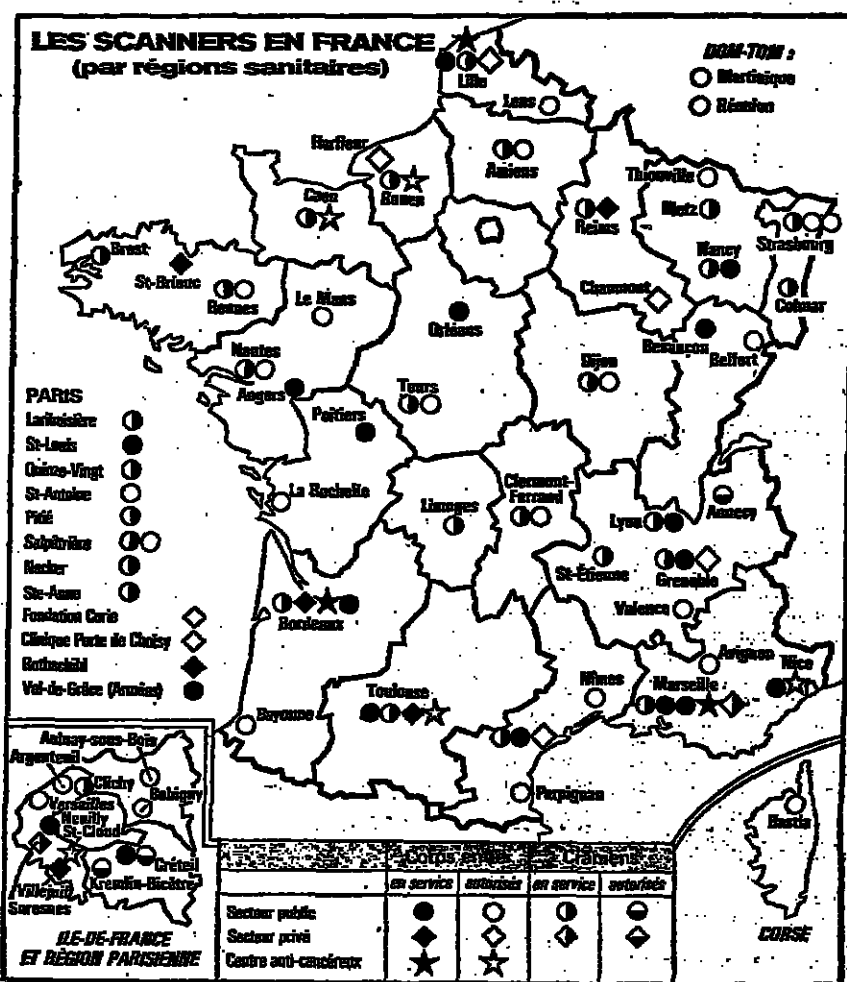 LES SCANNERS EN FRANCE
(par régions sanitaires)
DOM-TOM :
Martinique
Réunion
Lille
Lens
Harfleur
Amiens
Rouen
Caen
Thionville
Metz
Reims
Strasbourg
Nancy
Brest
St-Brieuc
Rennes
Le Mans
Chaumont
Colmar
Orléans
Besançon
Belfort
Nantes
Dijon
Angers
Tours
Poitiers
PARIS
Lariboisière
St-Louis
Quinze-Vingt
St-Antoine
Pitié
Salpêtrière
Necker
Ste-Anne
Fondation Curie
Clinique Porte de Choisy
Rothschild
Val-de-Grâce (Armées)
La Rochelle
Limoges
Clermont-
Ferrand
Lyon
Annecy
St-Étienne
Grenoble
Valence
Bordeaux
Avignon
Nice
Nîmes
Marseille
Toulouse
Bayonne
Perpignan
Bastia
CORSE
Aulnay-sous-Bois
Argenteuil
Clichy
Bobigny
Versailles
Neuilly
St-Cloud
Créteil
Villejuif
Kremlin-Bicêtre
Suresnes
ILE-DE-FRANCE
ET RÉGION PARISIENNE
Corps entier
Crâniens
en service
autorisés
en service
autorisés
Secteur public
Secteur privé
Centre anti-cancéreux